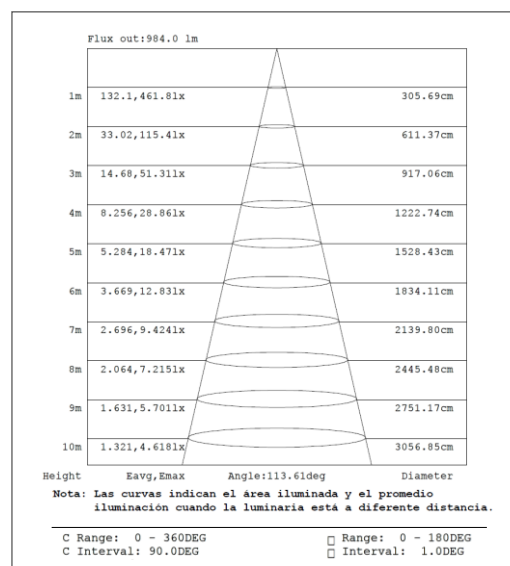 Flux out:984.0 lm
1m 132.1,461.8lx 305.69cm
2m 33.02,115.4lx 611.37cm
3m 14.68,51.31lx 917.06cm
4m 8.256,28.86lx 1222.74cm
5m 5.284,18.47lx 1528.43cm
6m 3.669,12.83lx 1834.11cm
7m 2.696,9.424lx 2139.80cm
8m 2.064,7.215lx 2445.48cm
9m 1.631,5.701lx 2751.17cm
10m 1.321,4.618lx 3056.85cm
Height Eavg,Emax Angle:113.61deg Diameter
Nota: Las curvas indican el área iluminada y el promedio
iluminación cuando la luminaria está a diferente distancia.
C Range: 0 - 360DEG □ Range: 0 - 180DEG
C Interval: 90.0DEG □ Interval: 1.0DEG